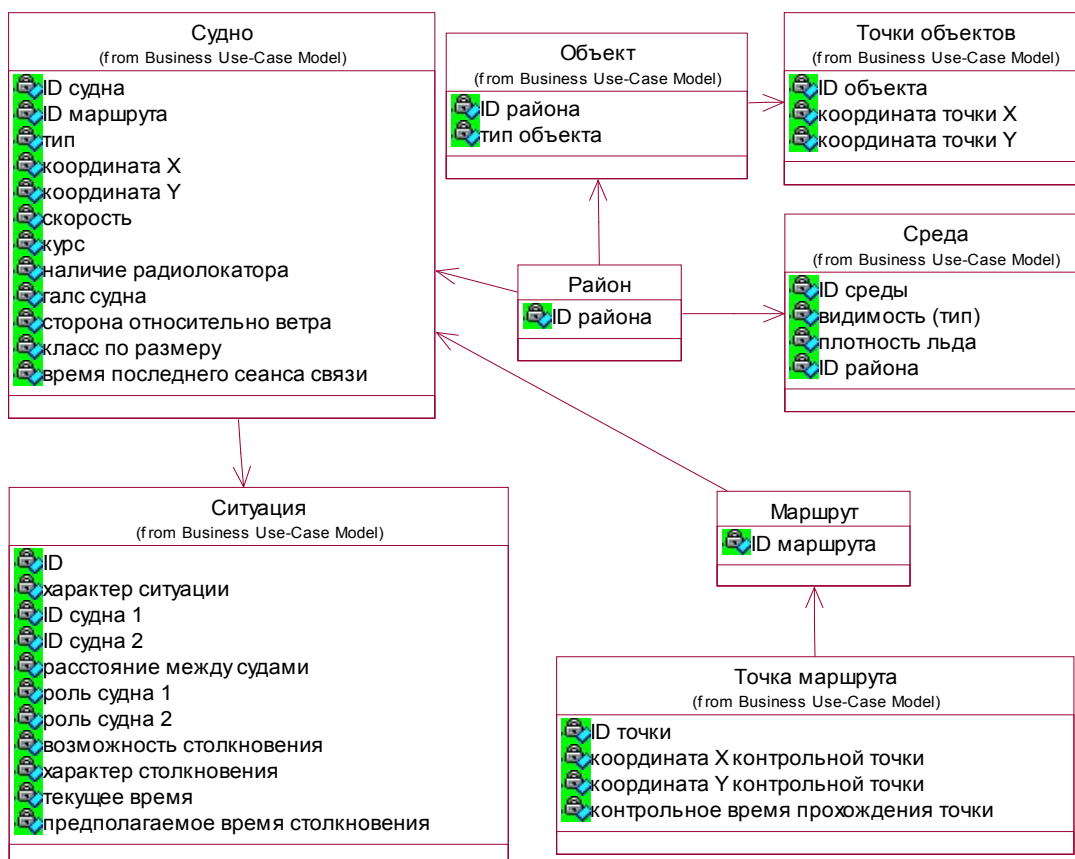 Судно
(from Business Use-Case Model)
ID судна
ID маршрута
тип
координата X
координата Y
скорость
курс
наличие радиолокатора
галс судна
сторона относительно ветра
класс по размеру
время последнего сеанса связи
Объект
(from Business Use-Case Model)
ID района
тип объекта
Точки объектов
(from Business Use-Case Model)
ID объекта
координата точки X
координата точки Y
Район
ID района
Среда
(from Business Use-Case Model)
ID среды
видимость (тип)
плотность льда
ID района
Ситуация
(from Business Use-Case Model)
ID
характер ситуации
ID судна 1
ID судна 2
расстояние между судами
роль судна 1
роль судна 2
возможность столкновения
характер столкновения
текущее время
предполагаемое время столкновения
Маршрут
ID маршрута
Точка маршрута
(from Business Use-Case Model)
ID точки
координата X контрольной точки
координата Y контрольной точки
контрольное время прохождения точки